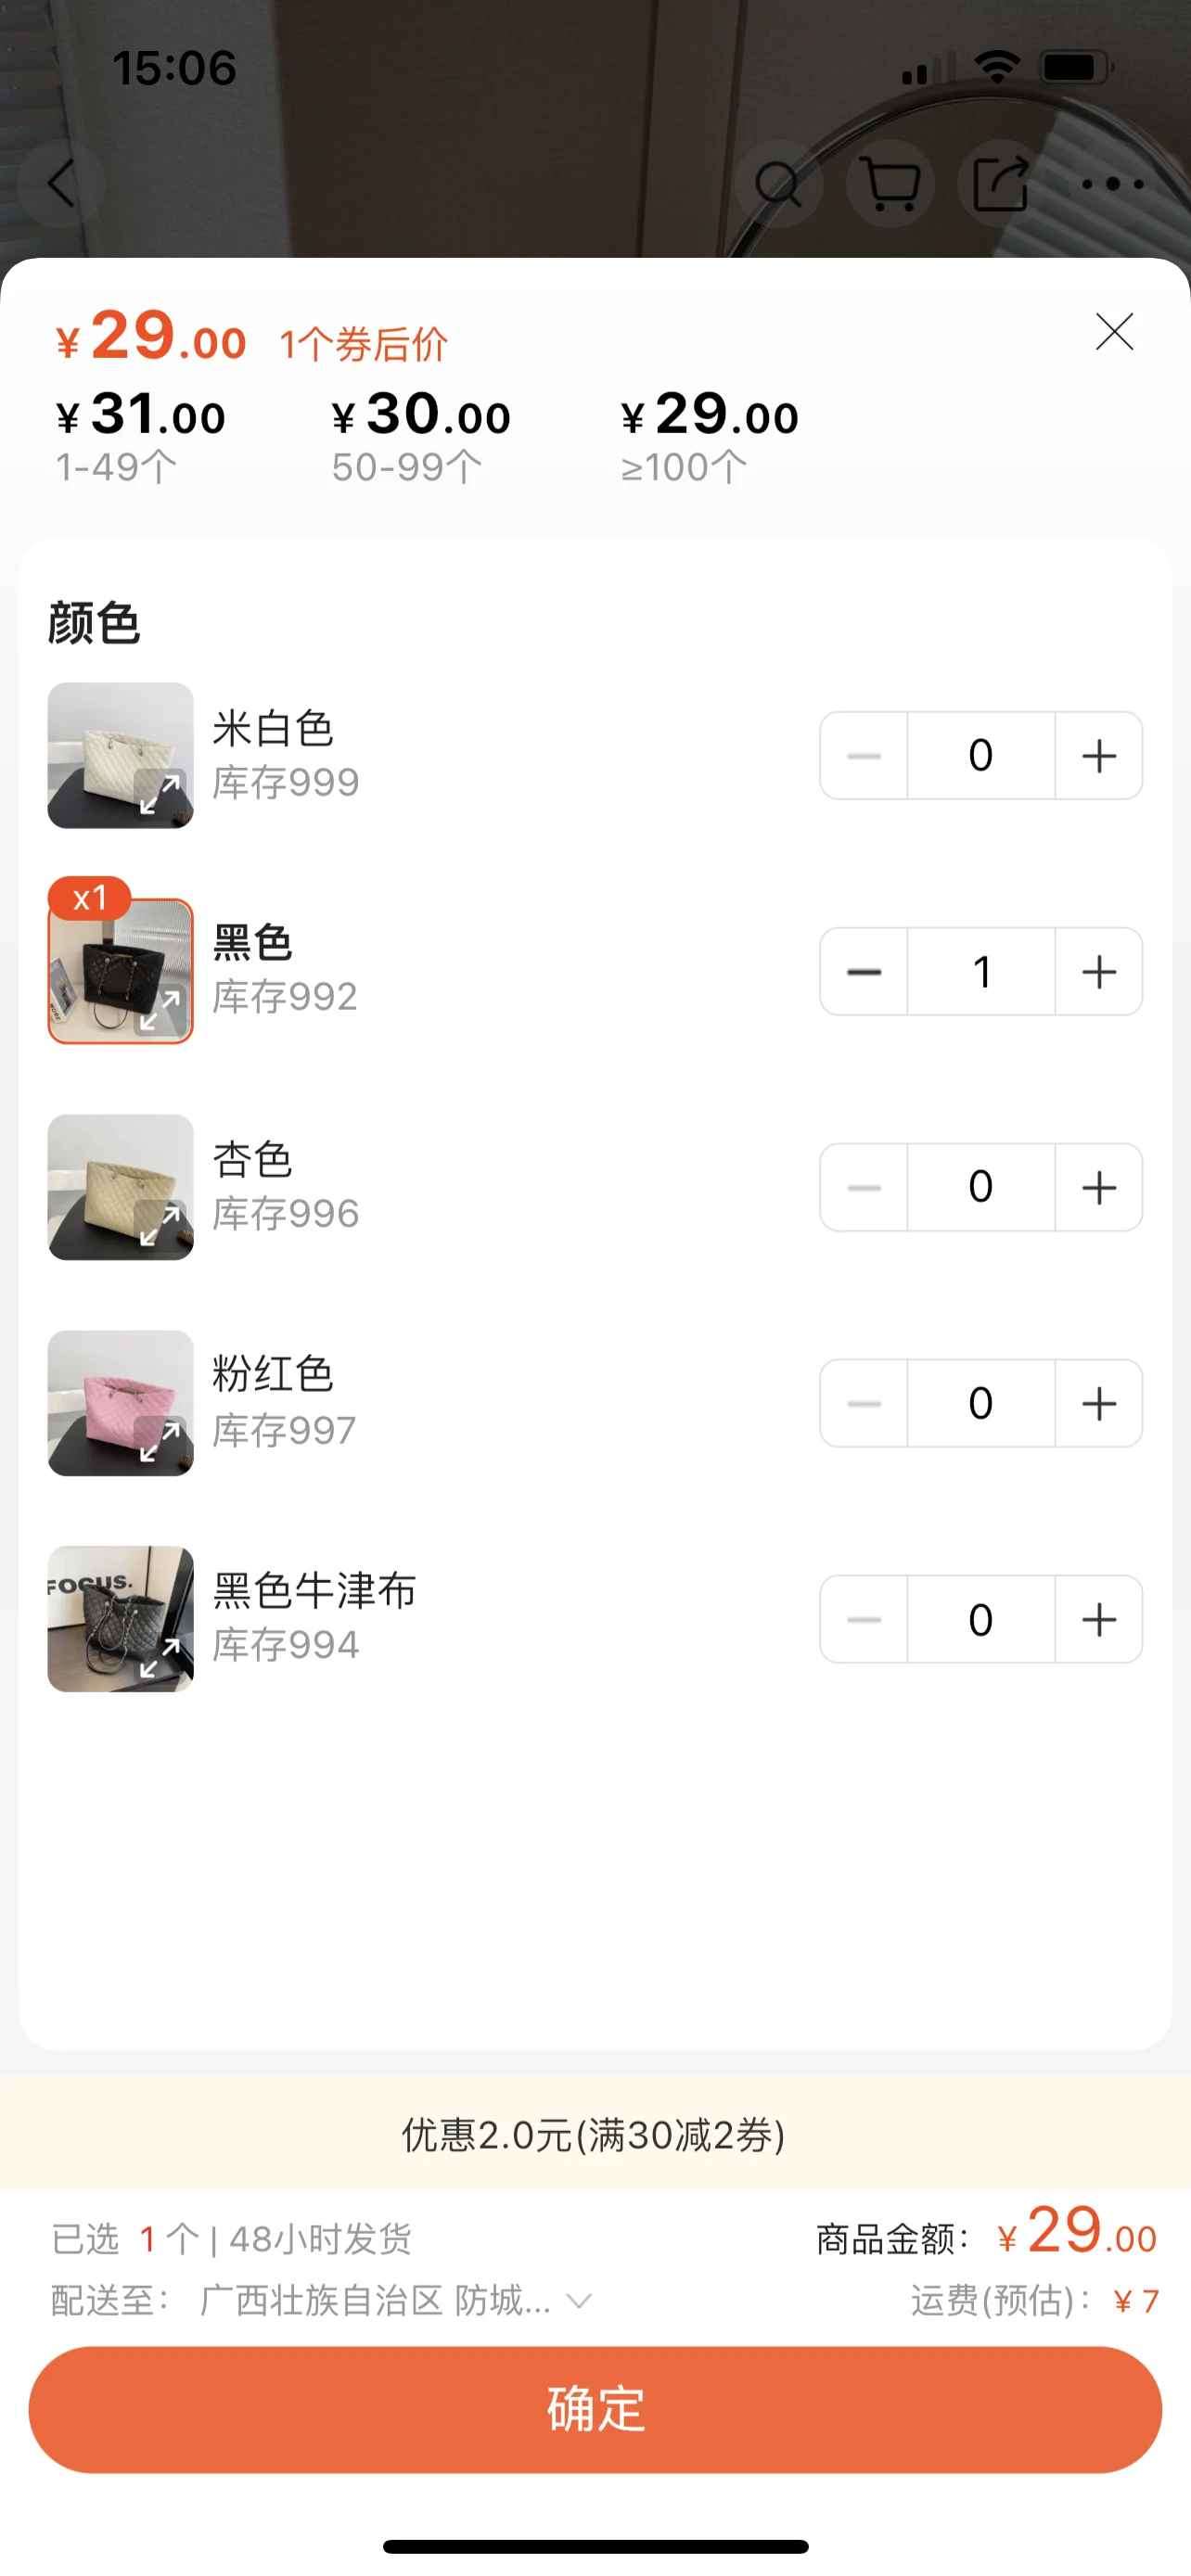 15:06
¥29.00 1个券后价
¥31.00 ¥30.00 ¥29.00
1-49个 50-99个 ≥100个
颜色
米白色
库存999
0
x1
黑色
库存992
1
杏色
库存996
0
粉红色
库存997
0
FOCUS.
黑色牛津布
库存994
0
优惠2.0元(满30减2券)
已选 1 个 | 48小时发货 商品金额: ¥29.00
配送至: 广西壮族自治区 防城... 运费(预估): ¥7
确定